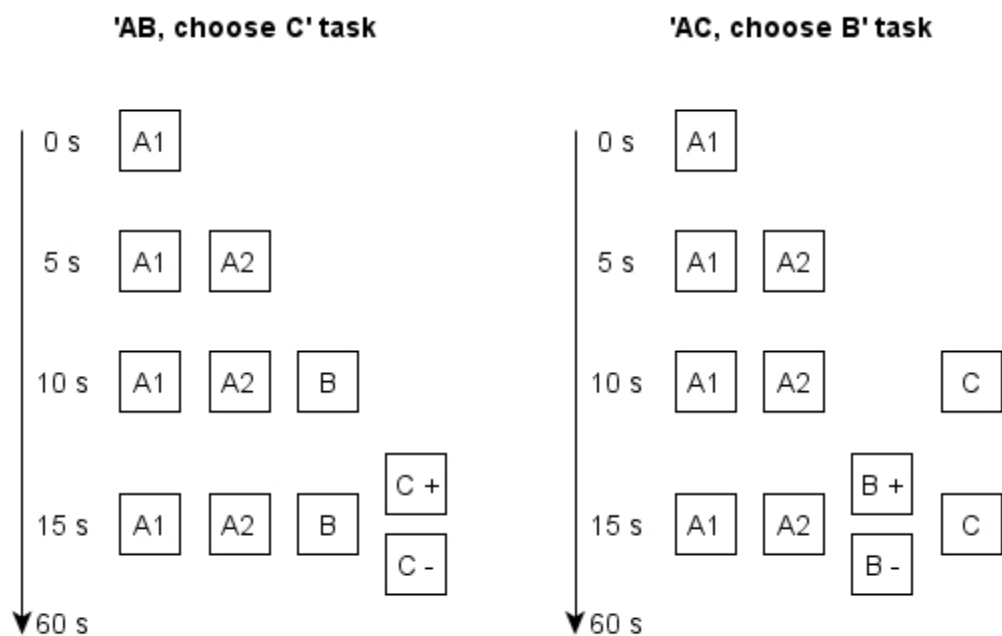 'AB, choose C' task
0 s A1
5 s A1 A2
10 s A1 A2 B
C +
15 s A1 A2 B
C -
60 s
'AC, choose B' task
0 s A1
5 s A1 A2
10 s A1 A2 C
B +
15 s A1 A2 C
B -
60 s